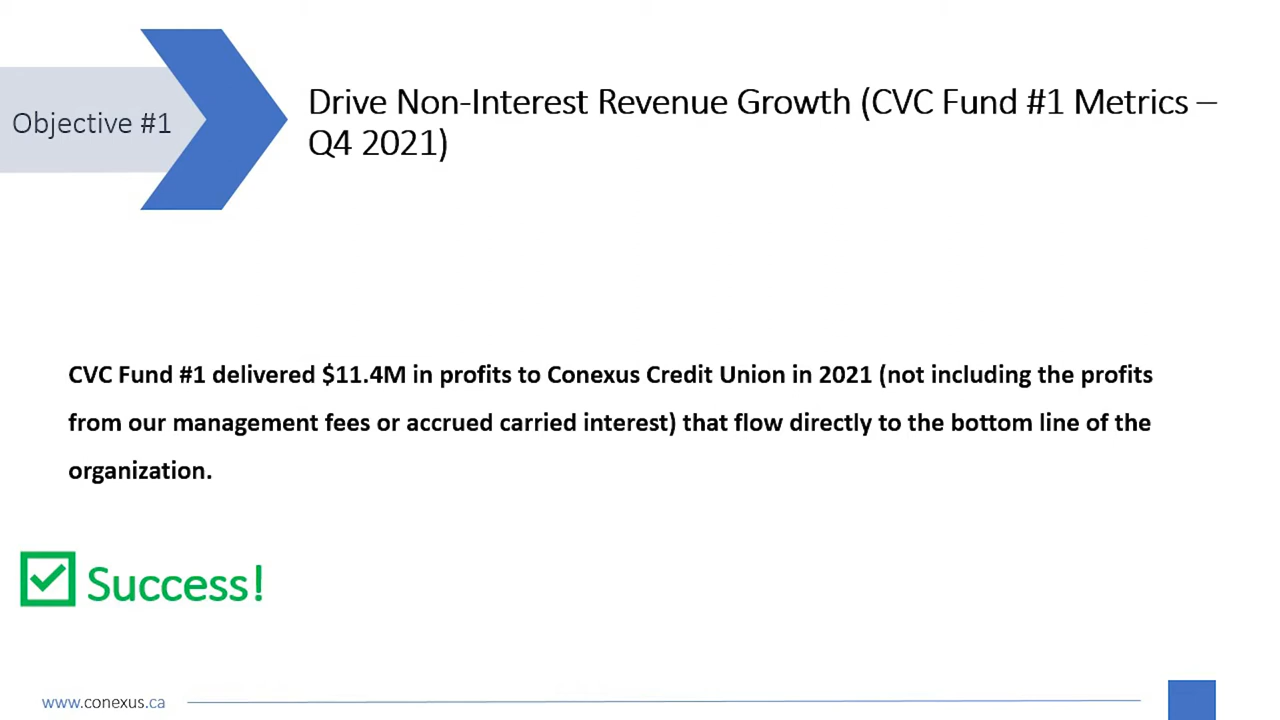 Objective #1
Drive Non-Interest Revenue Growth (CVC Fund #1 Metrics –
Q4 2021)
CVC Fund #1 delivered $11.4M in profits to Conexus Credit Union in 2021 (not including the profits
from our management fees or accrued carried interest) that flow directly to the bottom line of the
organization.
Success!
www.conexus.ca